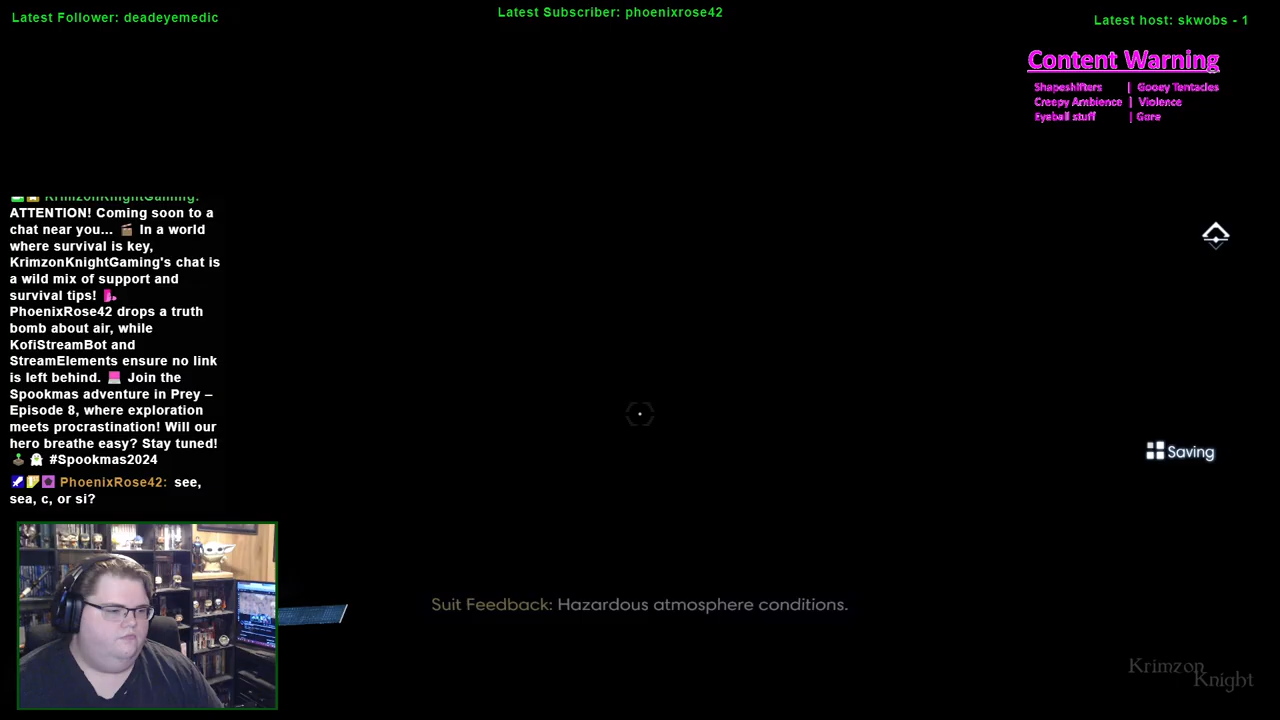 Latest Follower: deadeyemedic
Latest Subscriber: phoenixrose42
Latest host: skwobs - 1
Content Warning
Shapeshifters | Gooey Tentacles
Creepy Ambience | Violence
Eyeball stuff | Gore
KrimzonKnightGaming:
ATTENTION! Coming soon to a
chat near you... In a world
where survival is key,
KrimzonKnightGaming's chat is
a wild mix of support and
survival tips!
PhoenixRose42 drops a truth
bomb about air, while
KofiStreamBot and
StreamElements ensure no link
is left behind. Join the
Spookmas adventure in Prey –
Episode 8, where exploration
meets procrastination! Will our
hero breathe easy? Stay tuned!
#Spookmas2024
PhoenixRose42: see,
sea, c, or si?
Saving
Suit Feedback: Hazardous atmosphere conditions.
Krimzon
Knight